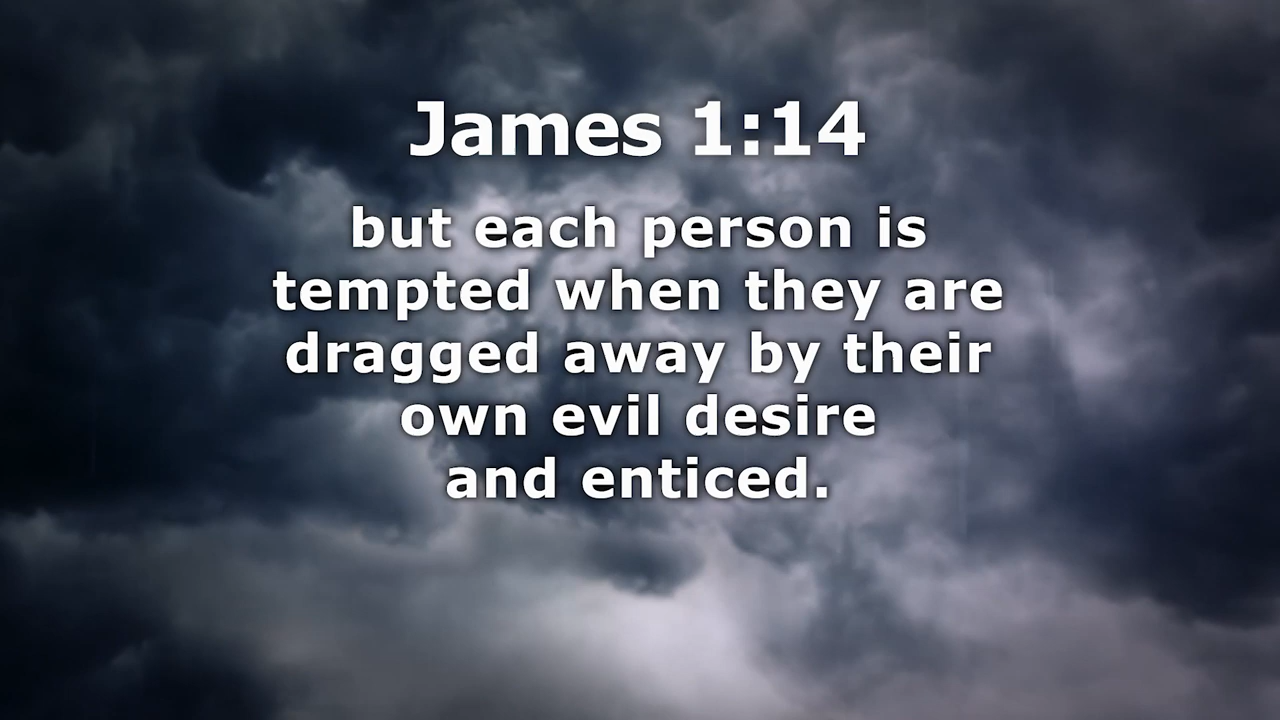 James 1:14
but each person is
tempted when they are
dragged away by their
own evil desire
and enticed.